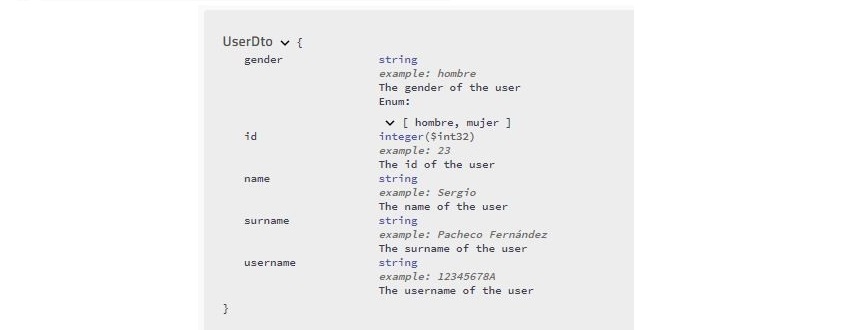 UserDto {
gender string
example: hombre
The gender of the user
Enum:
[ hombre, mujer ]
id integer($int32)
example: 23
The id of the user
name string
example: Sergio
The name of the user
surname string
example: Pacheco Fernández
The surname of the user
username string
example: 12345678A
The username of the user
}